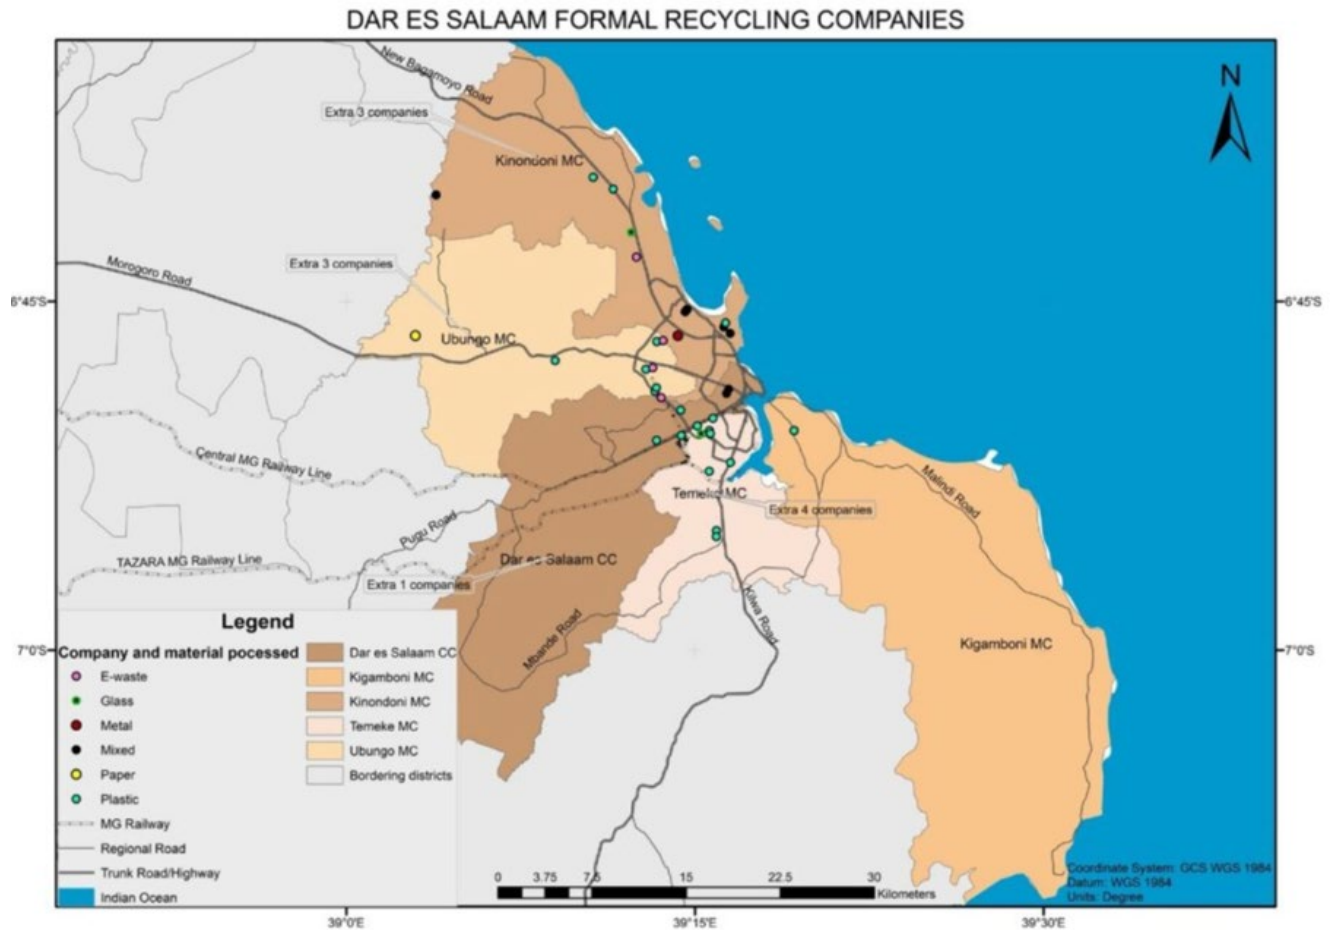 DAR ES SALAAM FORMAL RECYCLING COMPANIES
N
New Bagamoyo Road
Extra 3 companies
Kinondoni MC
Extra 3 companies
Morogoro Road
6°45'S
6°45'S
Ubungo MC
Central MG Railway Line
Malindi Road
Temeke MC
Extra 4 companies
Pugu Road
TAZARA MG Railway Line
Dar es Salaam CC
Extra 1 companies
Kilwa Road
Mbande Road
Kigamboni MC
7°0'S
7°0'S
Legend
Company and material pocessed
E-waste
Glass
Metal
Mixed
Paper
Plastic
MG Railway
Regional Road
Trunk Road/Highway
Indian Ocean
Dar es Salaam CC
Kigamboni MC
Kinondoni MC
Temeke MC
Ubungo MC
Bordering districts
0 3.75 7.5 15 22.5 30
Kilometers
Coordinate System: GCS WGS 1984
Datum: WGS 1984
Units: Degree
39°0'E
39°15'E
39°30'E